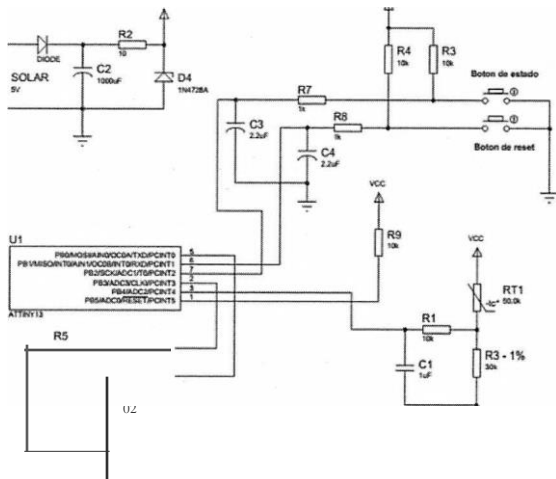 R2
10
DIODE
C2
1000uF
SOLAR
5V
D4
1N4728A
R4
10k
R3
10k
Boton de estado
R7
1k
R8
1k
C3
2.2uF
C4
2.2uF
Boton de reset
VCC
R9
10k
VCC
RT1
50.0k
U1
PB0/MOSI/AIN0/OC0A/TXD/PCINT0 5
PB1/MISO/INT0/AIN1/OC0B/INT0/RXD/PCINT1 6
PB2/SCK/ADC1/T0/PCINT2 7
PB3/ADC3/CLKI/PCINT3 2
PB4/ADC2/PCINT4 3
PB5/ADC0/RESET/PCINT5 1
ATTINY13
R5
R1
10k
C1
1uF
R3 - 1%
30k
02